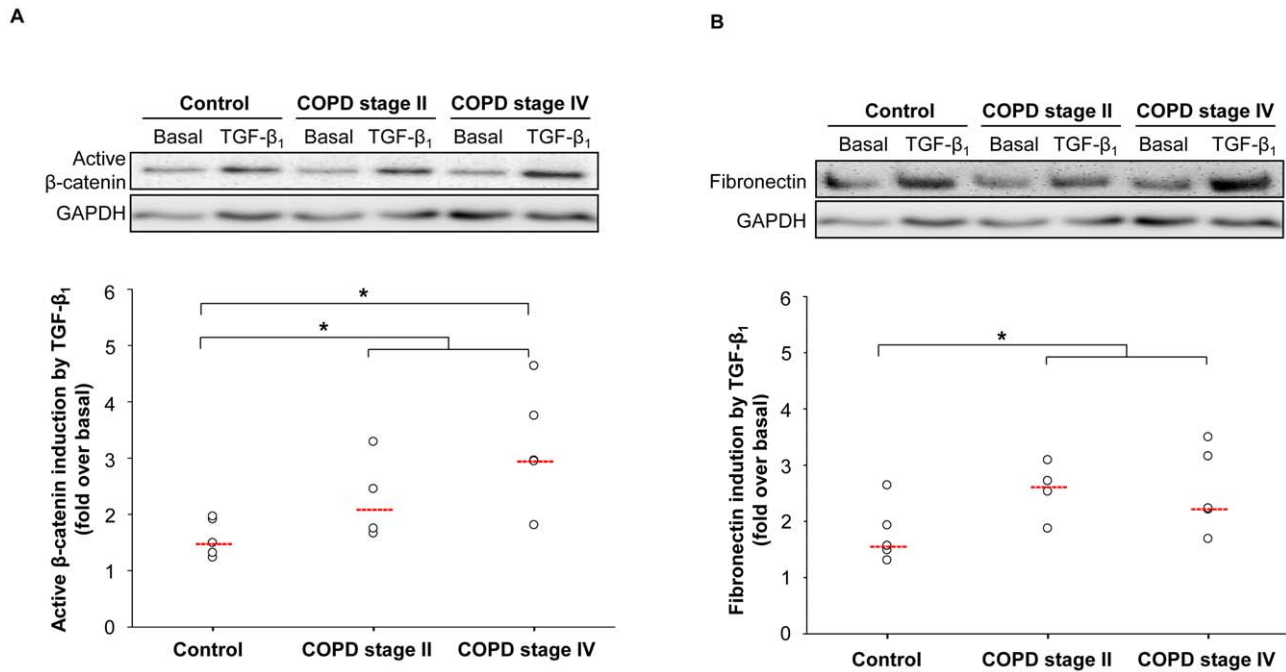 A
Control COPD stage II COPD stage IV
Basal TGF-β₁ Basal TGF-β₁ Basal TGF-β₁
Active
β-catenin
GAPDH
Active β-catenin induction by TGF-β₁
(fold over basal)
6
5
4
3
2
1
0
*
*
Control COPD stage II COPD stage IV
B
Control COPD stage II COPD stage IV
Basal TGF-β₁ Basal TGF-β₁ Basal TGF-β₁
Fibronectin
GAPDH
Fibronectin indution by TGF-β₁
(fold over basal)
6
5
4
3
2
1
0
*
Control COPD stage II COPD stage IV